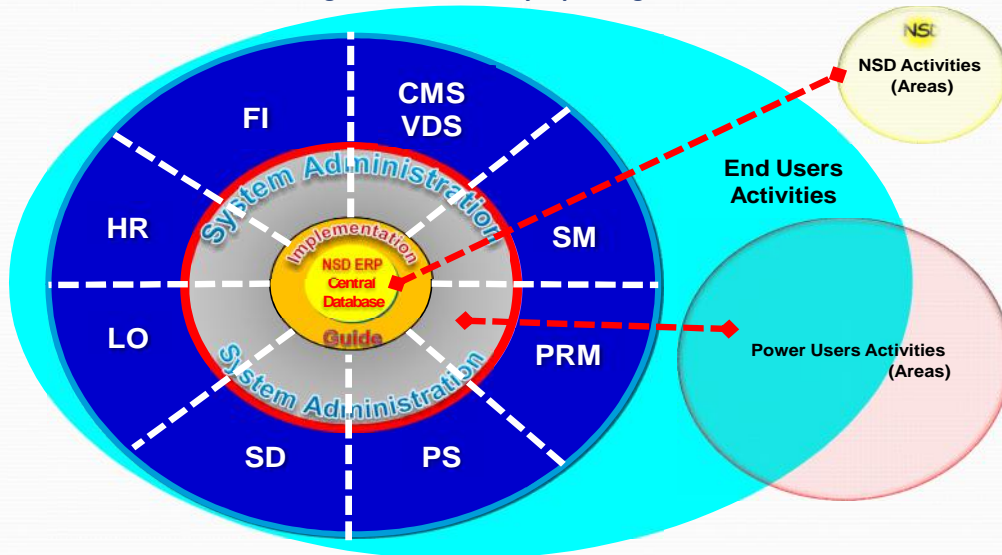 NSD
NSD Activities
(Areas)
CMS
VDS
FI
End Users
Activities
System Administration
HR
SM
Implementation
NSD ERP
Central
Database
Guide
LO
PRM
Power Users Activities
(Areas)
System Administration
SD
PS